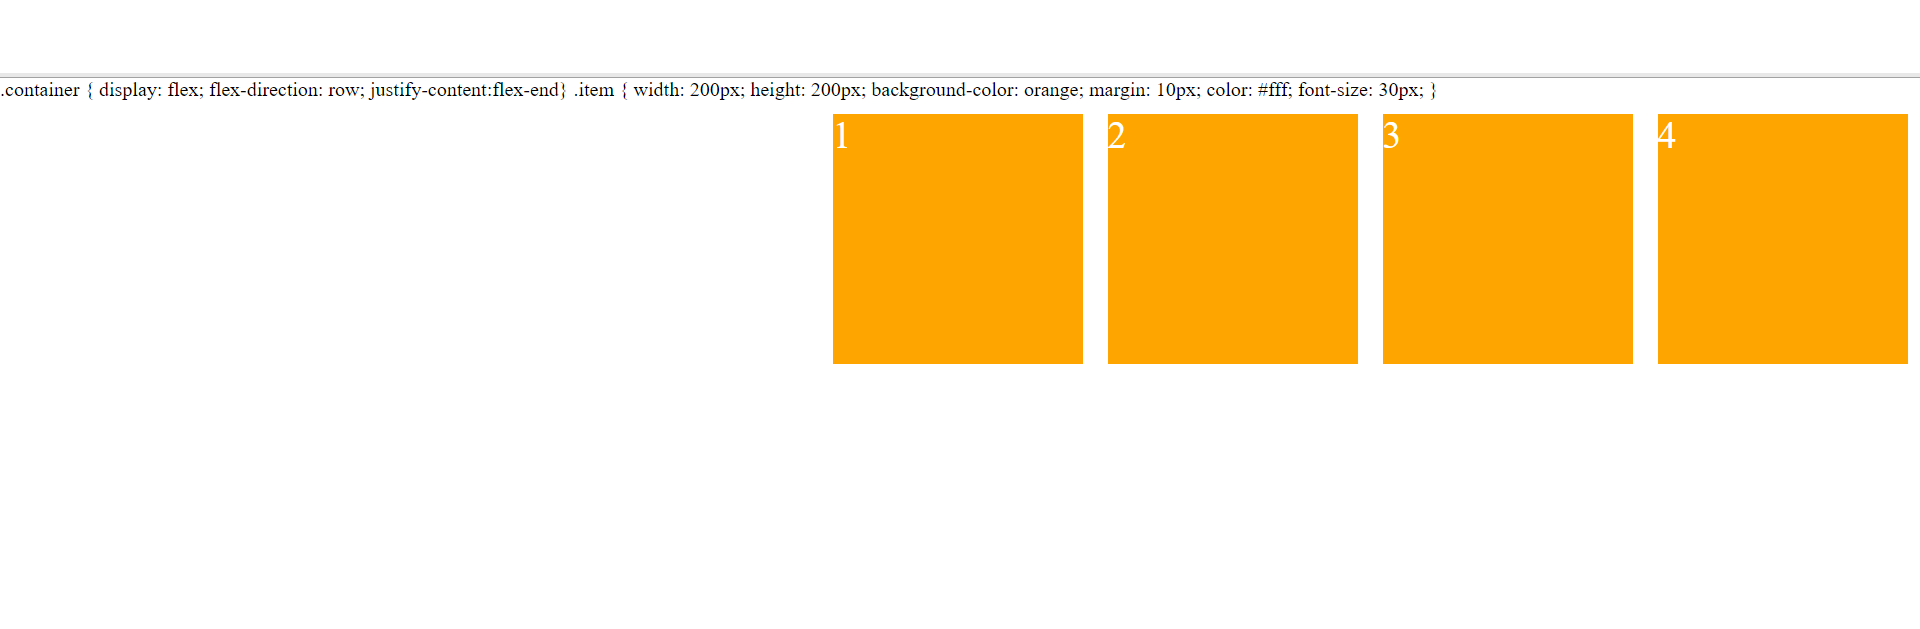 .container { display: flex; flex-direction: row; justify-content:flex-end} .item { width: 200px; height: 200px; background-color: orange; margin: 10px; color: #fff; font-size: 30px; }
1 2 3 4